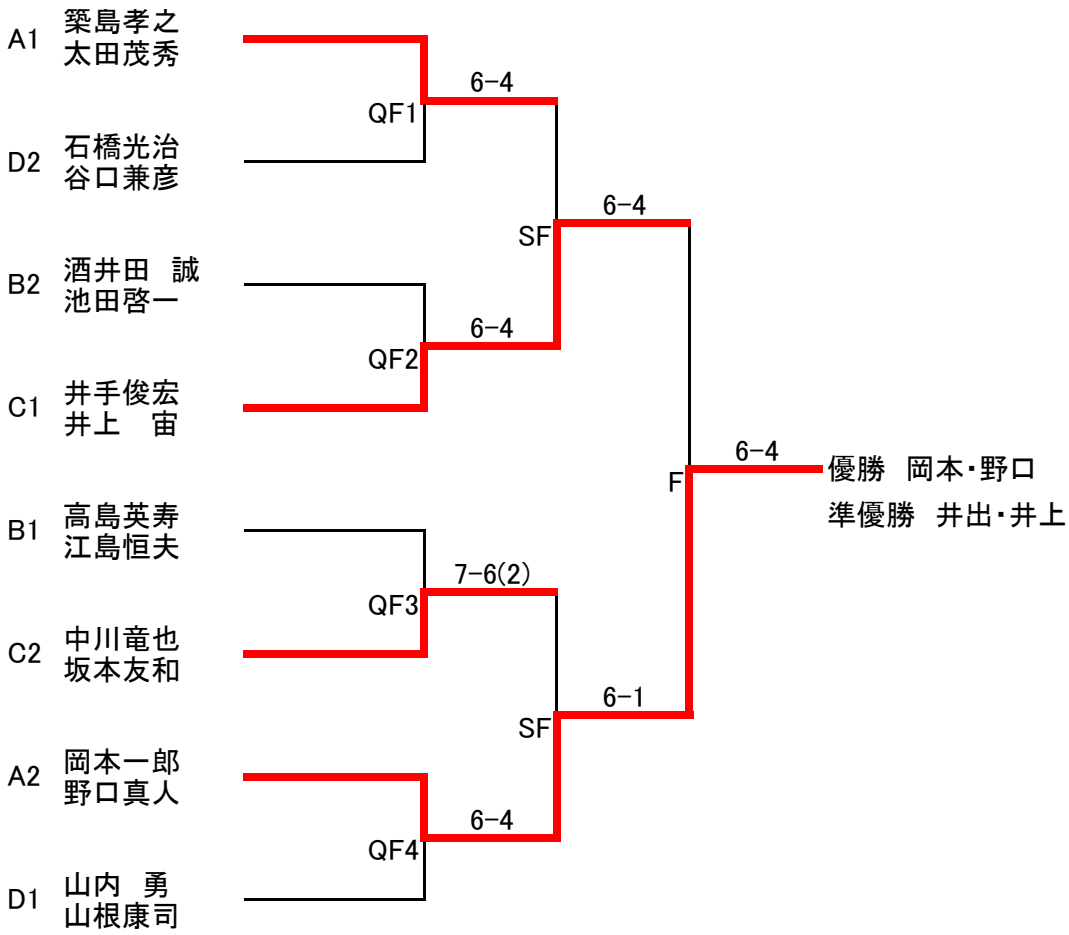 A1
築島孝之
太田茂秀
6-4
QF1
D2
石橋光治
谷口兼彦
6-4
SF
B2
酒井田　誠
池田啓一
6-4
QF2
C1
井手俊宏
井上　宙
6-4
F
優勝　岡本・野口
準優勝　井出・井上
B1
高島英寿
江島恒夫
7-6(2)
QF3
C2
中川竜也
坂本友和
6-1
SF
A2
岡本一郎
野口真人
6-4
QF4
D1
山内　勇
山根康司